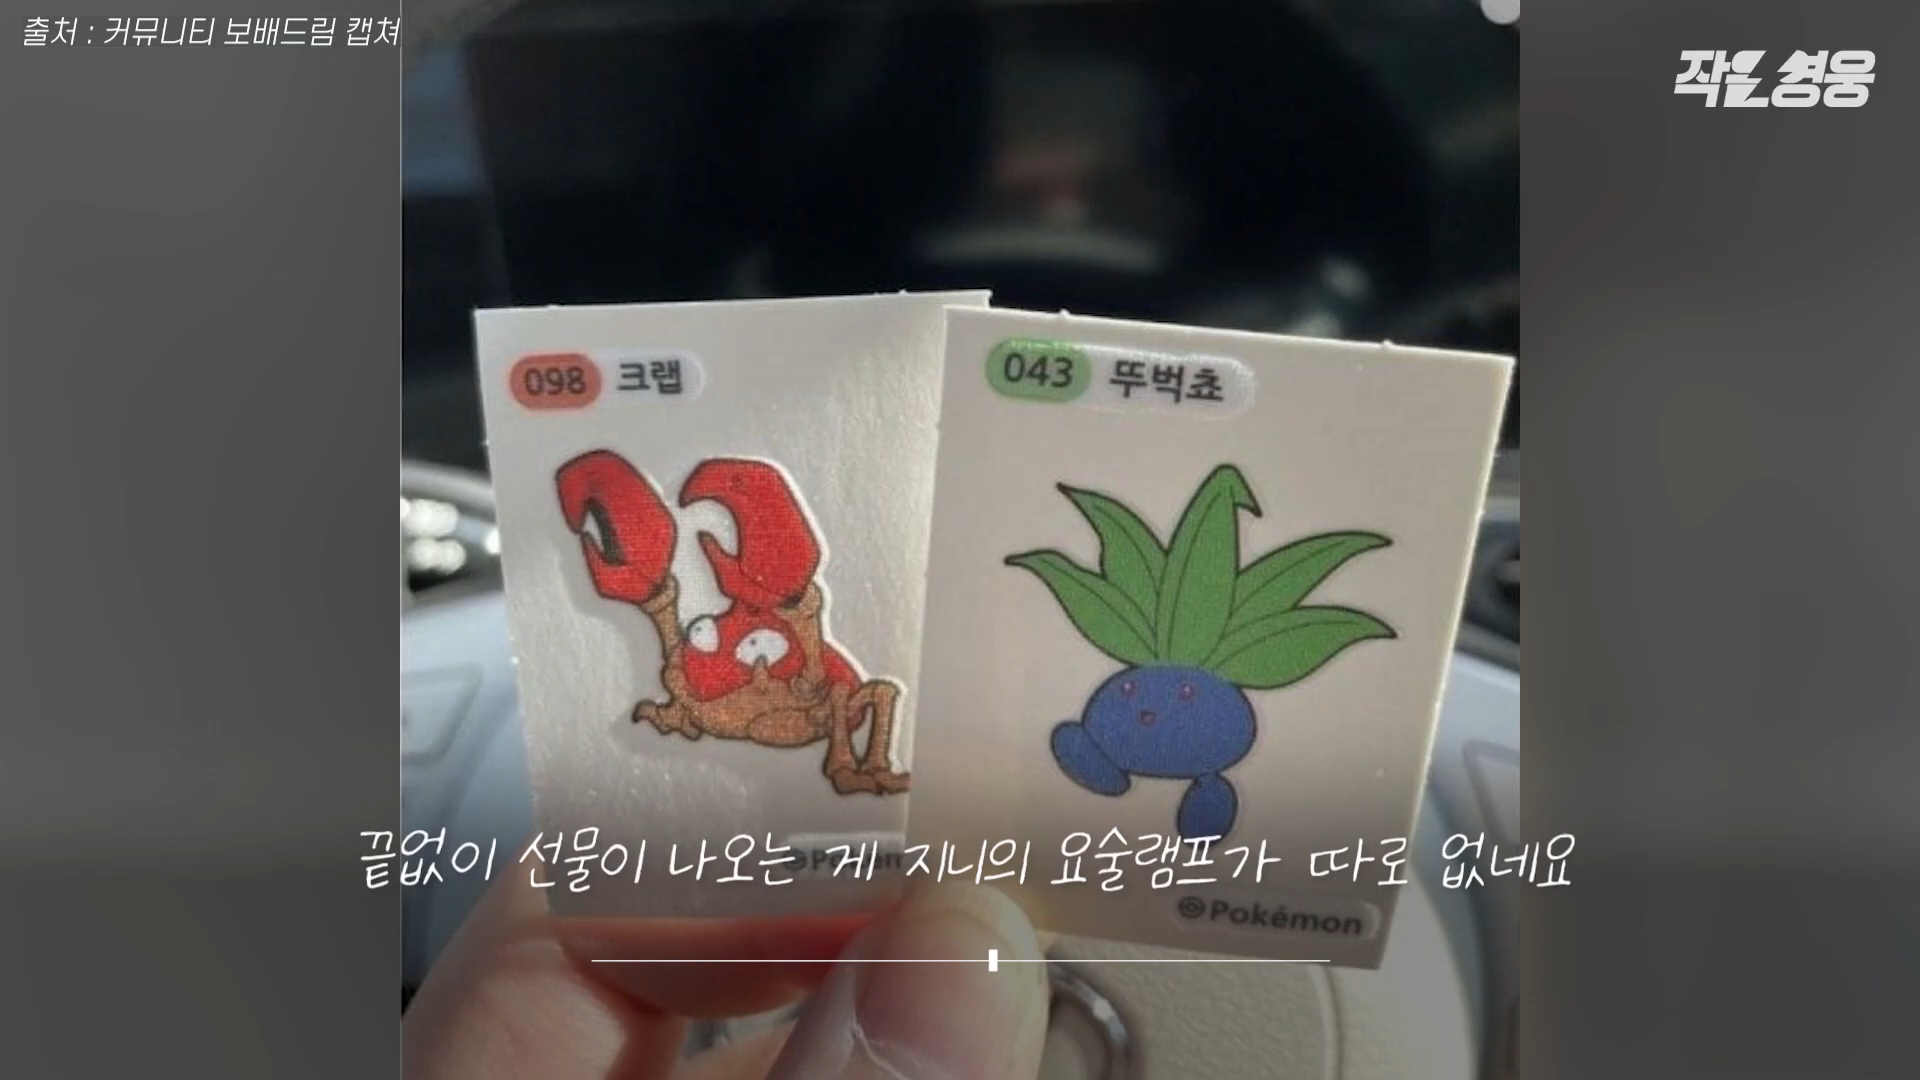 출처 : 커뮤니티 보배드림 캡쳐
작은 영웅
098 크랩
043 뚜벅쵸
끝없이 선물이 나오는 게 지니의 요술램프가 따로 없네요
Pokém
Pokémon